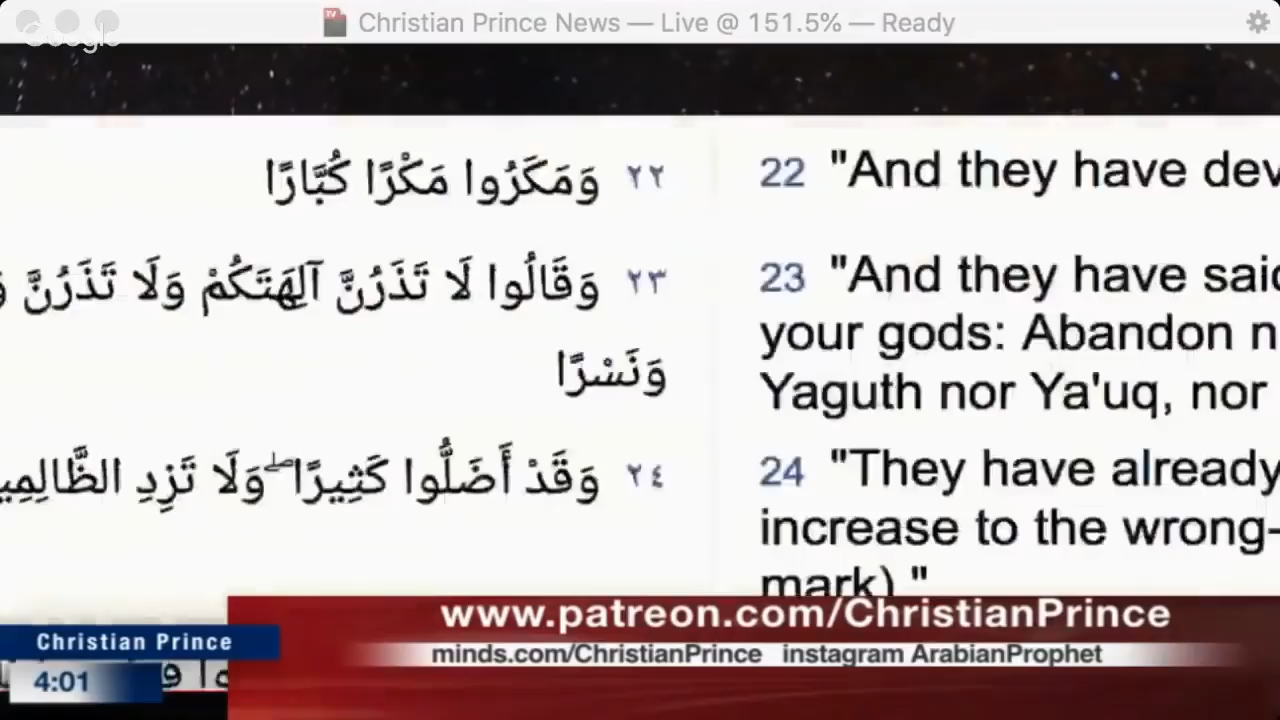 Christian Prince News — Live @ 151.5% — Ready
Google
٢٢ وَمَكَرُوا مَكْرًا كُبَّارًا
22 "And they have dev
٢٣ وَقَالُوا لَا تَذَرُنَّ آلِهَتَكُمْ وَلَا تَذَرُنَّ
وَنَسْرًا
23 "And they have said
your gods: Abandon n
Yaguth nor Ya'uq, nor
٢٤ وَقَدْ أَضَلُّوا كَثِيرًا ۖ وَلَا تَزِدِ الظَّالِمِي
24 "They have already
increase to the wrong-
mark)."
www.patreon.com/ChristianPrince
minds.com/ChristianPrince instagram ArabianProphet
Christian Prince
4:01